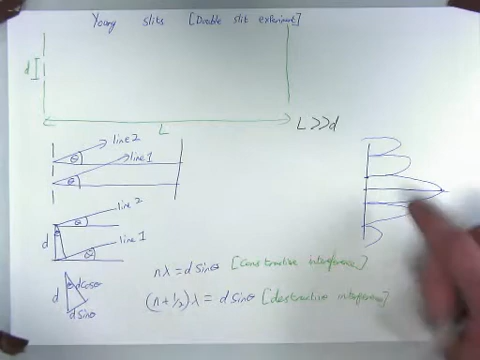 Young slits [Double slit experiment]
d
L
L>>d
line 2
θ
line 1
θ
line 2
θ
d
line 1
θ
θ
d
dcosθ
dsinθ
nλ = d Sinθ [Constructive interference]
(n+1/2)λ = d Sinθ [destructive interference]